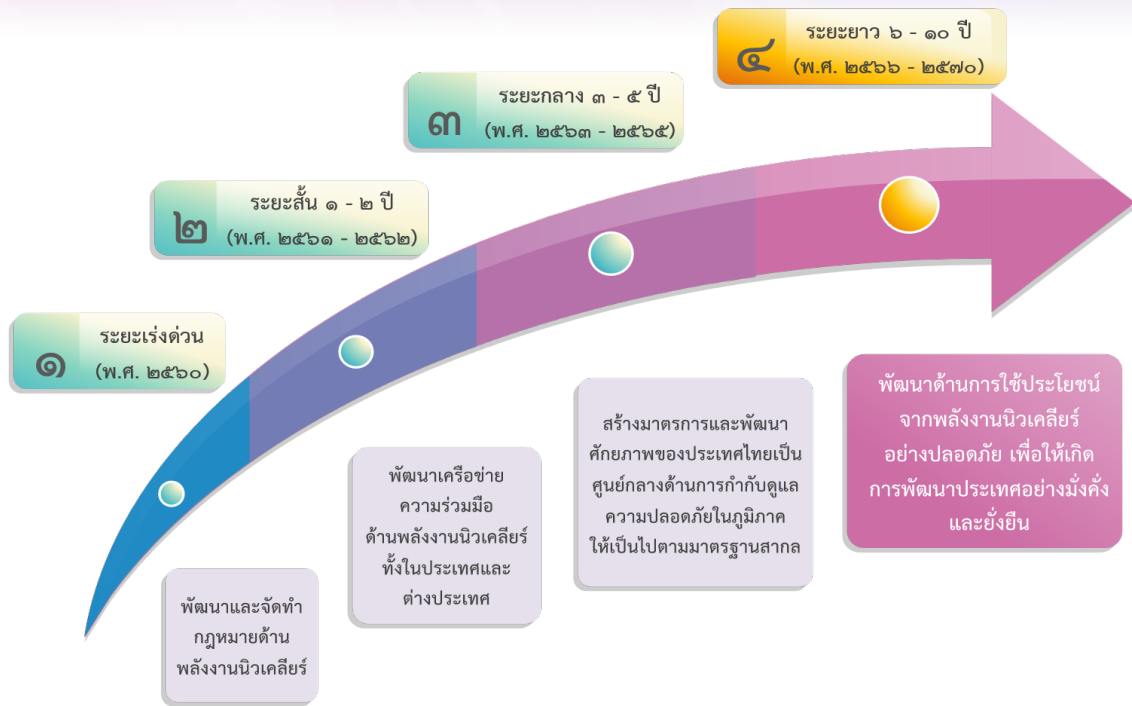 ๑
ระยะเร่งด่วน
(พ.ศ. ๒๕๖๐)
พัฒนาและจัดทำ
กฎหมายด้าน
พลังงานนิวเคลียร์
๒
ระยะสั้น ๑ - ๒ ปี
(พ.ศ. ๒๕๖๑ - ๒๕๖๒)
พัฒนาเครือข่าย
ความร่วมมือ
ด้านพลังงานนิวเคลียร์
ทั้งในประเทศและ
ต่างประเทศ
๓
ระยะกลาง ๓ - ๕ ปี
(พ.ศ. ๒๕๖๓ - ๒๕๖๕)
สร้างมาตรการและพัฒนา
ศักยภาพของประเทศไทยเป็น
ศูนย์กลางด้านการกำกับดูแล
ความปลอดภัยในภูมิภาค
ให้เป็นไปตามมาตรฐานสากล
๔
ระยะยาว ๖ - ๑๐ ปี
(พ.ศ. ๒๕๖๖ - ๒๕๗๐)
พัฒนาด้านการใช้ประโยชน์
จากพลังงานนิวเคลียร์
อย่างปลอดภัย เพื่อให้เกิด
การพัฒนาประเทศอย่างมั่งคั่ง
และยั่งยืน